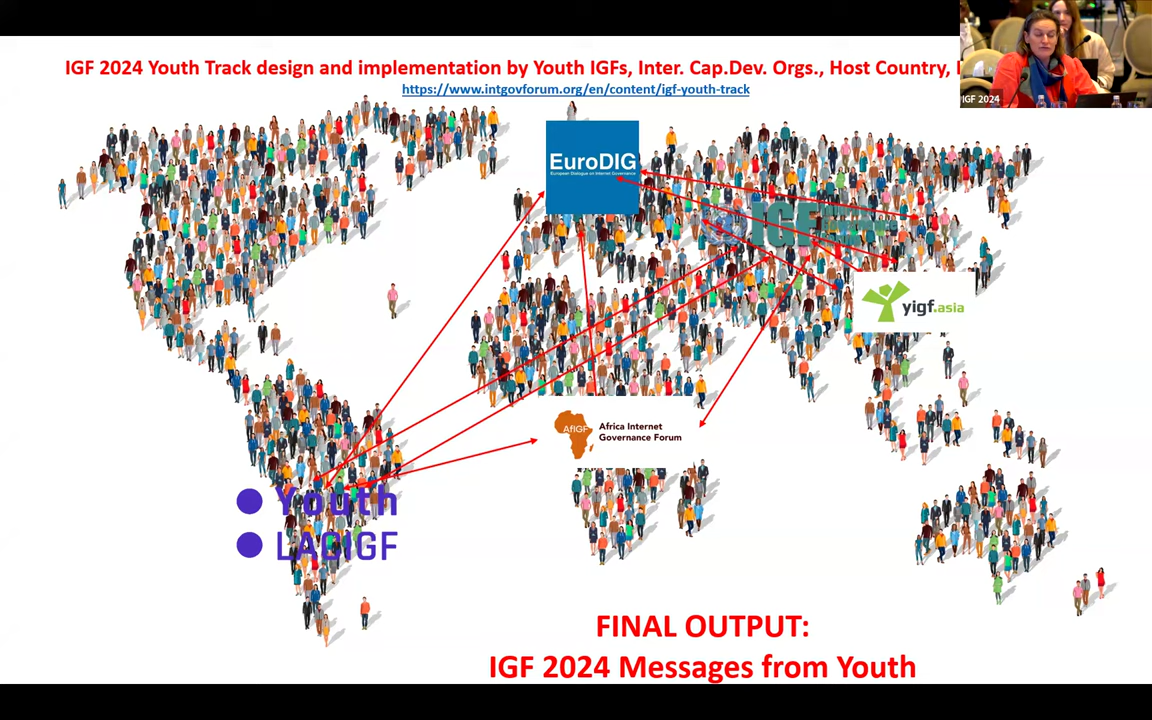 IGF 2024 Youth Track design and implementation by Youth IGFs, Inter. Cap.Dev. Orgs., Host Country,
https://www.intgovforum.org/en/content/igf-youth-track
IGF 2024
EuroDIG
European Dialogue on Internet Governance
IGF
yigf.asia
AfIGF
Africa Internet
Governance Forum
Youth
LACIGF
FINAL OUTPUT:
IGF 2024 Messages from Youth